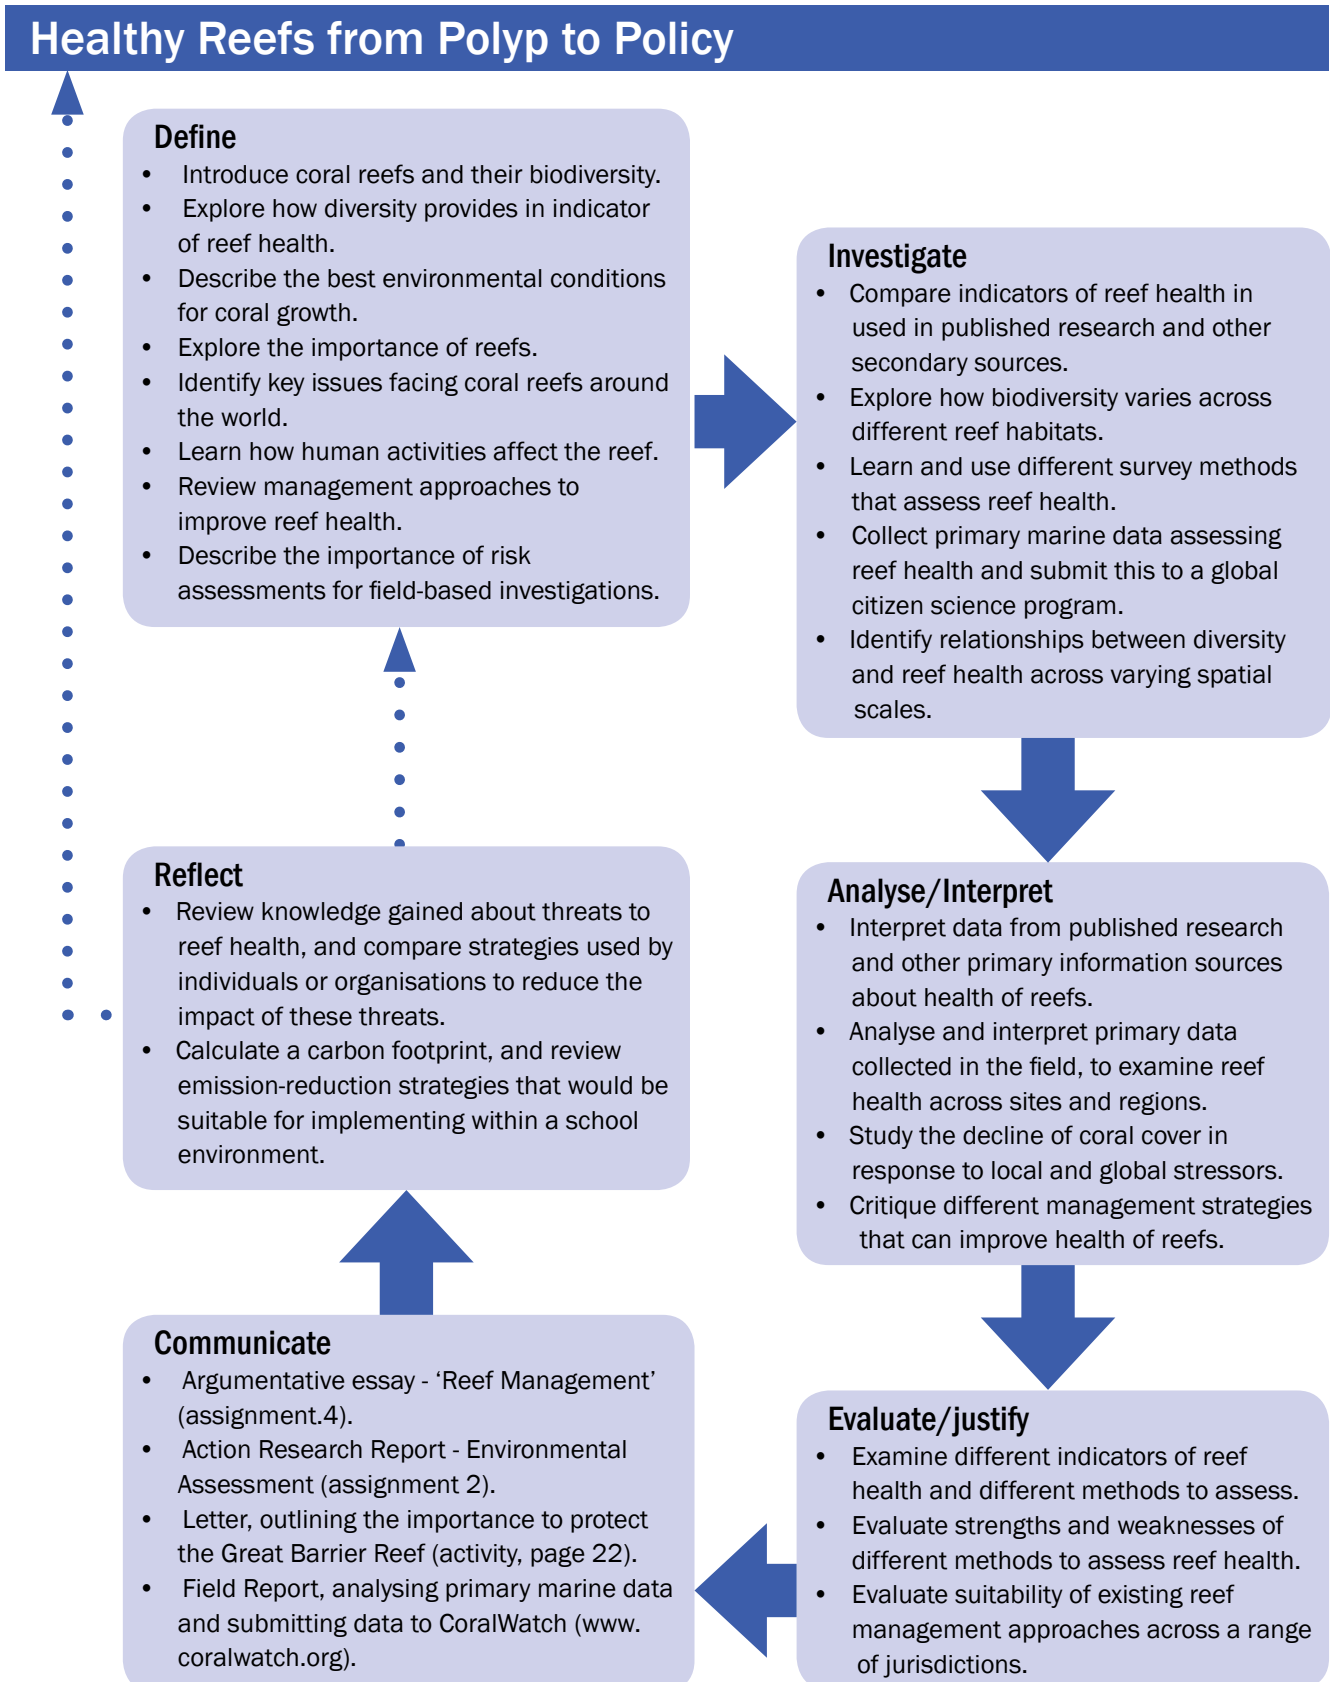 Healthy Reefs from Polyp to Policy
Define
• Introduce coral reefs and their biodiversity.
• Explore how diversity provides in indicator
of reef health.
• Describe the best environmental conditions
for coral growth.
• Explore the importance of reefs.
• Identify key issues facing coral reefs around
the world.
• Learn how human activities affect the reef.
• Review management approaches to
improve reef health.
• Describe the importance of risk
assessments for field-based investigations.
Investigate
• Compare indicators of reef health in
used in published research and other
secondary sources.
• Explore how biodiversity varies across
different reef habitats.
• Learn and use different survey methods
that assess reef health.
• Collect primary marine data assessing
reef health and submit this to a global
citizen science program.
• Identify relationships between diversity
and reef health across varying spatial
scales.
Analyse/Interpret
• Interpret data from published research
and other primary information sources
about health of reefs.
• Analyse and interpret primary data
collected in the field, to examine reef
health across sites and regions.
• Study the decline of coral cover in
response to local and global stressors.
• Critique different management strategies
that can improve health of reefs.
Evaluate/justify
• Examine different indicators of reef
health and different methods to assess.
• Evaluate strengths and weaknesses of
different methods to assess reef health.
• Evaluate suitability of existing reef
management approaches across a range
of jurisdictions.
Communicate
• Argumentative essay - ‘Reef Management’
(assignment.4).
• Action Research Report - Environmental
Assessment (assignment 2).
• Letter, outlining the importance to protect
the Great Barrier Reef (activity, page 22).
• Field Report, analysing primary marine data
and submitting data to CoralWatch (www.
coralwatch.org).
Reflect
• Review knowledge gained about threats to
reef health, and compare strategies used by
individuals or organisations to reduce the
impact of these threats.
• Calculate a carbon footprint, and review
emission-reduction strategies that would be
suitable for implementing within a school
environment.